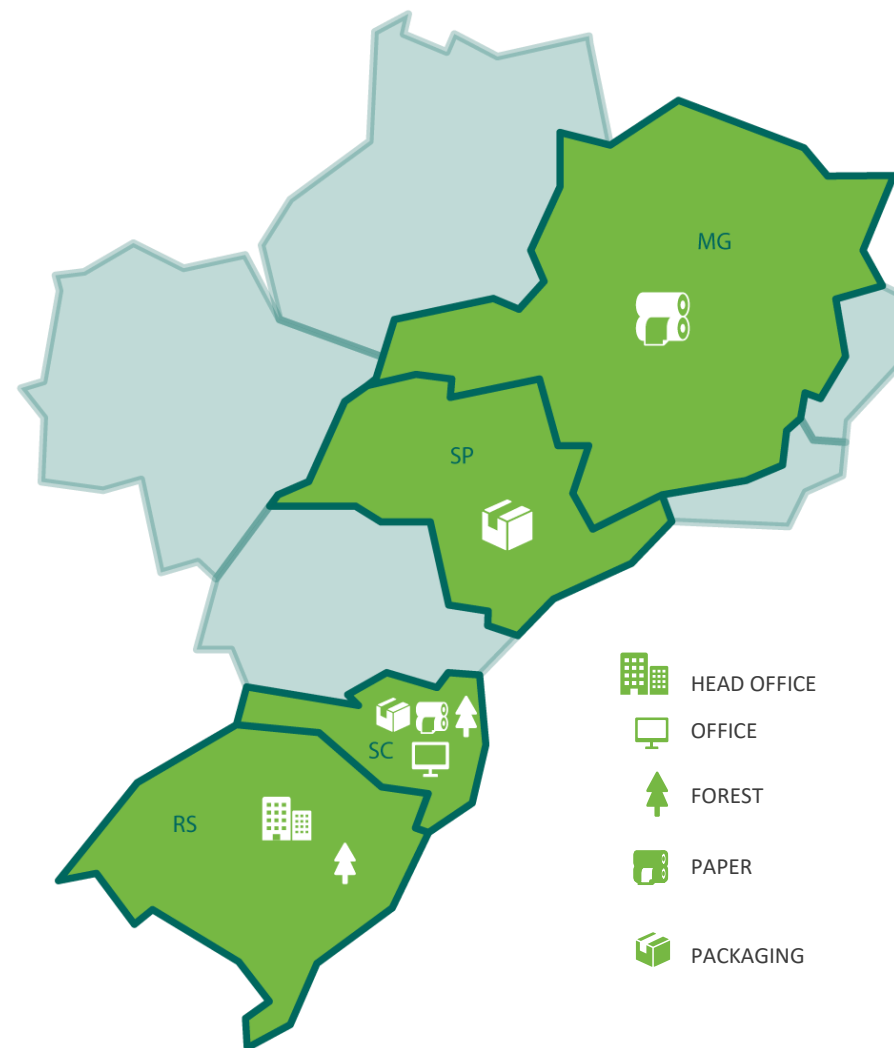 MG
SP
SC
RS
HEAD OFFICE
OFFICE
FOREST
PAPER
PACKAGING